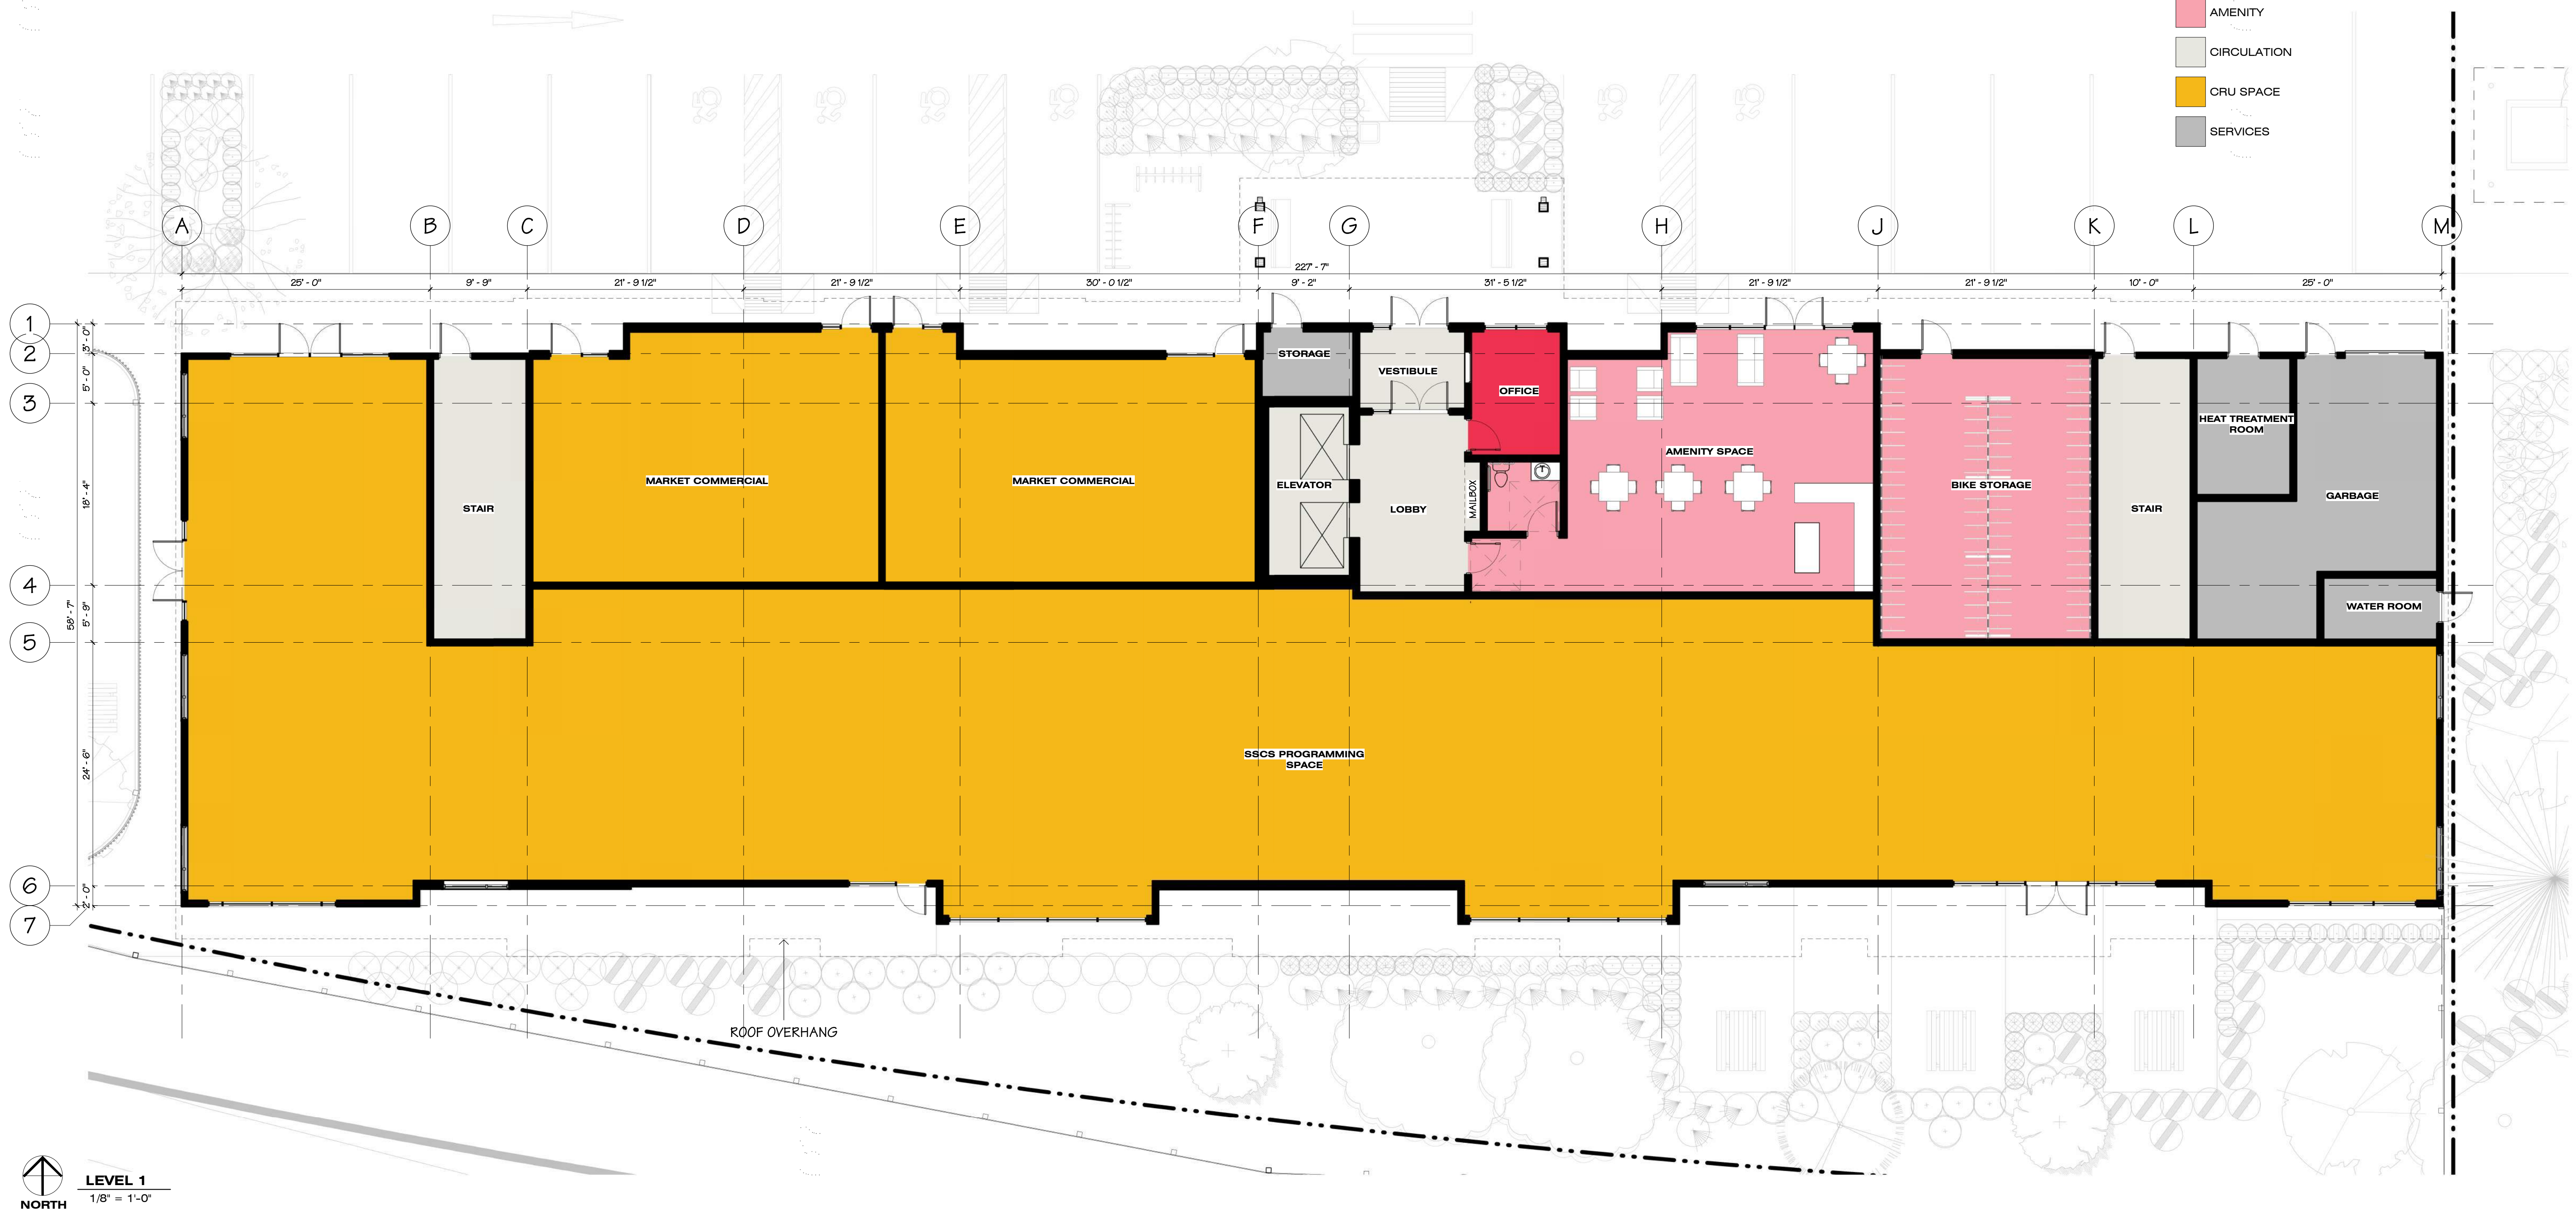 AMENITY
CIRCULATION
CRU SPACE
SERVICES
A
B
C
D
E
F
G
H
J
K
L
M
227' - 7"
25' - 0"
9' - 9"
21' - 9 1/2"
21' - 9 1/2"
30' - 0 1/2"
9' - 2"
31' - 5 1/2"
21' - 9 1/2"
21' - 9 1/2"
10' - 0"
25' - 0"
1
2
3
4
5
6
7
3' - 0"
5' - 0"
18' - 4"
5' - 9"
24' - 6"
2' - 0"
58' - 7"
STORAGE
VESTIBULE
OFFICE
HEAT TREATMENT
ROOM
AMENITY SPACE
MARKET COMMERCIAL
MARKET COMMERCIAL
ELEVATOR
MAILBOX
BIKE STORAGE
GARBAGE
STAIR
LOBBY
STAIR
WATER ROOM
SSCS PROGRAMMING
SPACE
ROOF OVERHANG
NORTH
LEVEL 1
1/8" = 1'-0"